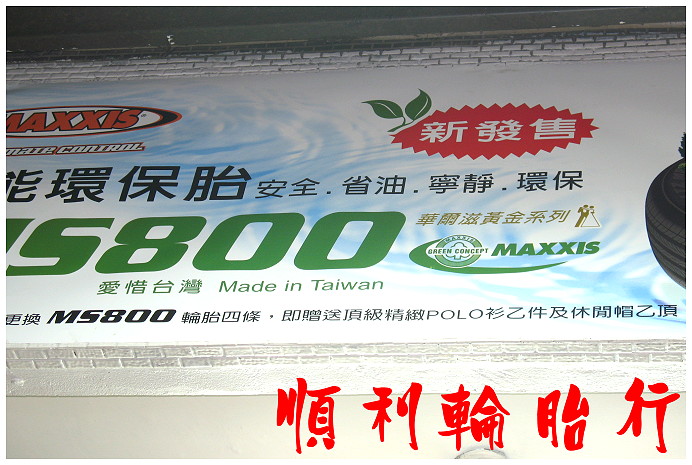 MAXXIS
新發售
能環保胎 安全.省油.寧靜.環保
MS800
華爾滋黃金系列
MAXXIS
GREEN CONCEPT
MAXXIS
愛惜台灣 Made in Taiwan
更換 MS800 輪胎四條，即贈送頂級精緻POLO衫乙件及休閒帽乙頂
順利輪胎行